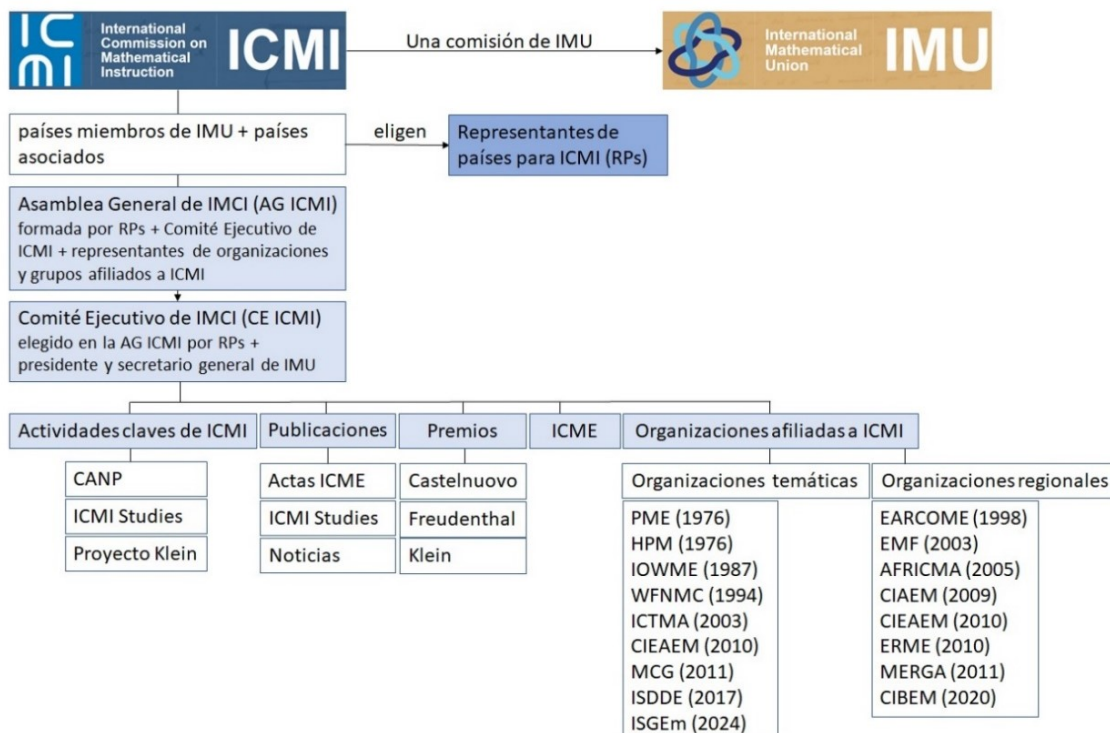 IC
MI
International
Commission on
Mathematical
Instruction
ICMI
Una comisión de IMU
International
Mathematical
Union
IMU
países miembros de IMU + países
asociados
eligen
Representantes de
países para ICMI (RPs)
Asamblea General de IMCI (AG ICMI)
formada por RPs + Comité Ejecutivo de
ICMI + representantes de organizaciones
y grupos afiliados a ICMI
Comité Ejecutivo de IMCI (CE ICMI)
elegido en la AG ICMI por RPs +
presidente y secretario general de IMU
Actividades claves de ICMI
Publicaciones
Premios
ICME
Organizaciones afiliadas a ICMI
CANP
ICMI Studies
Proyecto Klein
Actas ICME
ICMI Studies
Noticias
Castelnuovo
Freudenthal
Klein
Organizaciones temáticas
PME (1976)
HPM (1976)
IOWME (1987)
WFNMC (1994)
ICTMA (2003)
CIEAEM (2010)
MCG (2011)
ISDDE (2017)
ISGEm (2024)
Organizaciones regionales
EARCOME (1998)
EMF (2003)
AFRICMA (2005)
CIAEM (2009)
CIEAEM (2010)
ERME (2010)
MERGA (2011)
CIBEM (2020)